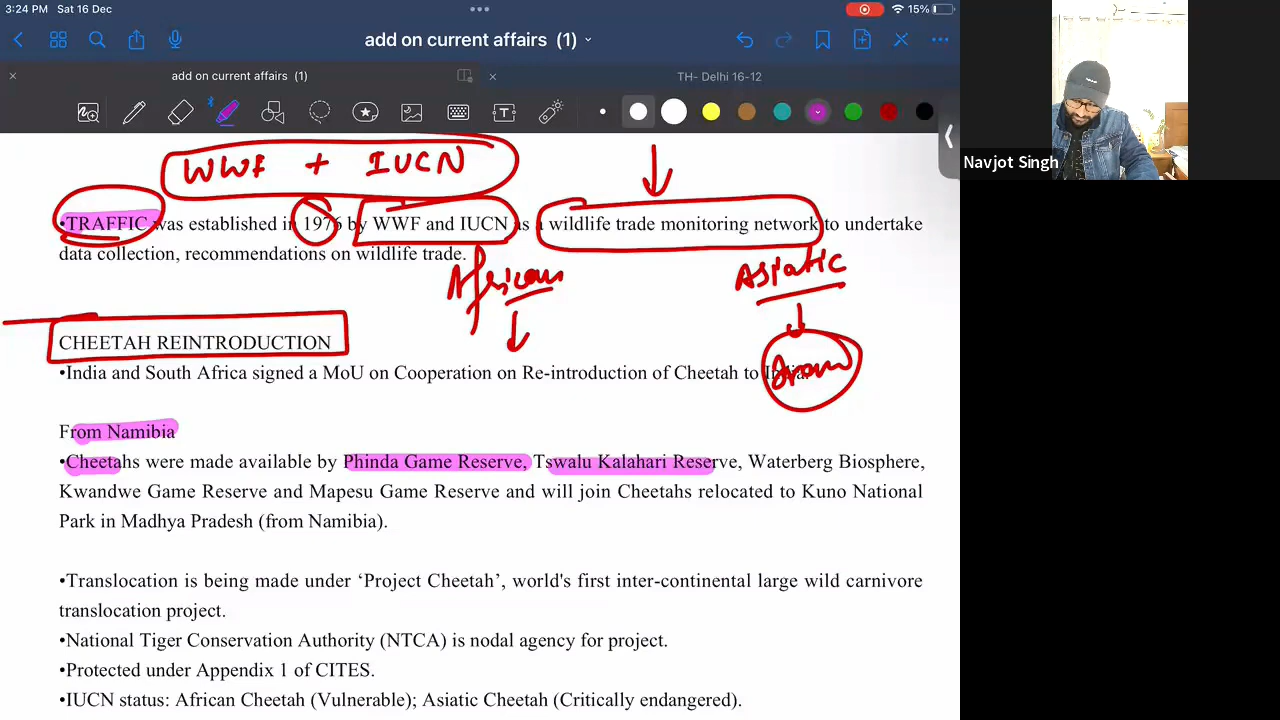 3:24 PM Sat 16 Dec
15%
add on current affairs (1)
add on current affairs (1)
TH- Delhi 16-12
Navjot Singh
WWF + IUCN
•TRAFFIC was established in 1976 by WWF and IUCN as a wildlife trade monitoring network to undertake
data collection, recommendations on wildlife trade.
African
Asiatic
CHEETAH REINTRODUCTION
•India and South Africa signed a MoU on Cooperation on Re-introduction of Cheetah to India.
Iran
From Namibia
•Cheetahs were made available by Phinda Game Reserve, Tswalu Kalahari Reserve, Waterberg Biosphere,
Kwandwe Game Reserve and Mapesu Game Reserve and will join Cheetahs relocated to Kuno National
Park in Madhya Pradesh (from Namibia).
•Translocation is being made under ‘Project Cheetah’, world's first inter-continental large wild carnivore
translocation project.
•National Tiger Conservation Authority (NTCA) is nodal agency for project.
•Protected under Appendix 1 of CITES.
•IUCN status: African Cheetah (Vulnerable); Asiatic Cheetah (Critically endangered).